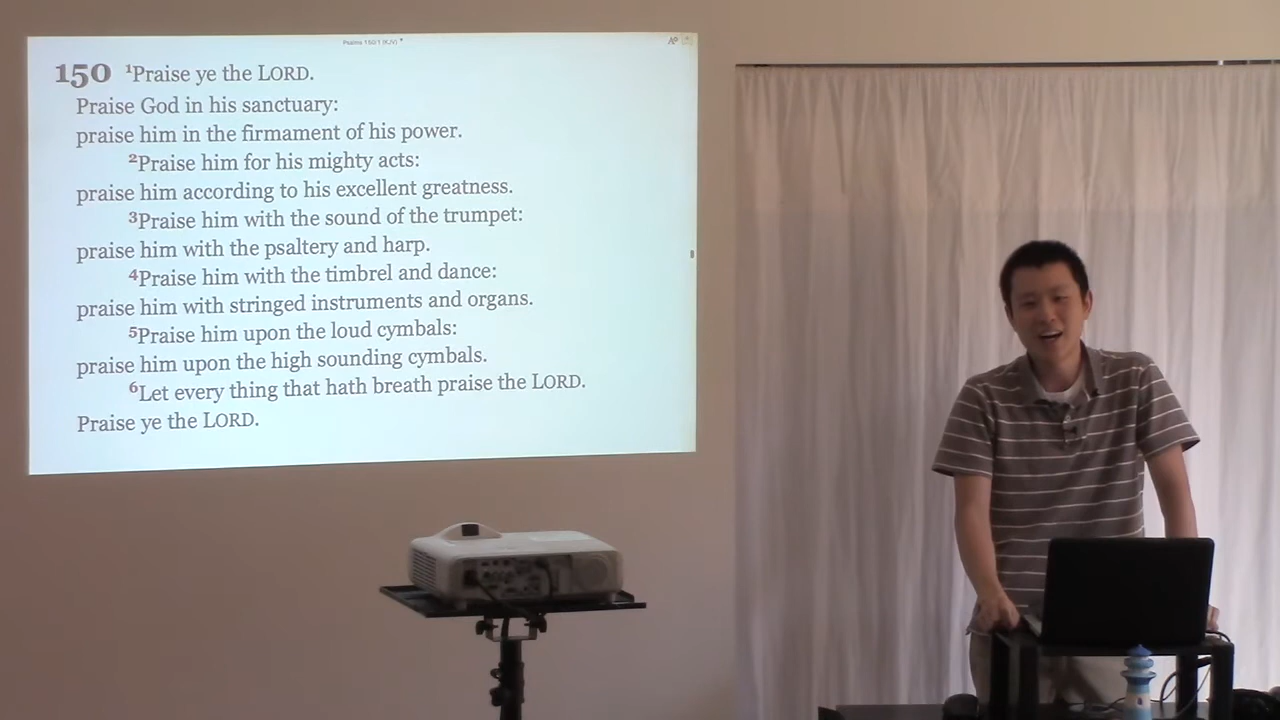 Psalms 150:1 (KJV)
150 ¹Praise ye the LORD.
Praise God in his sanctuary:
praise him in the firmament of his power.
²Praise him for his mighty acts:
praise him according to his excellent greatness.
³Praise him with the sound of the trumpet:
praise him with the psaltery and harp.
⁴Praise him with the timbrel and dance:
praise him with stringed instruments and organs.
⁵Praise him upon the loud cymbals:
praise him upon the high sounding cymbals.
⁶Let every thing that hath breath praise the LORD.
Praise ye the LORD.